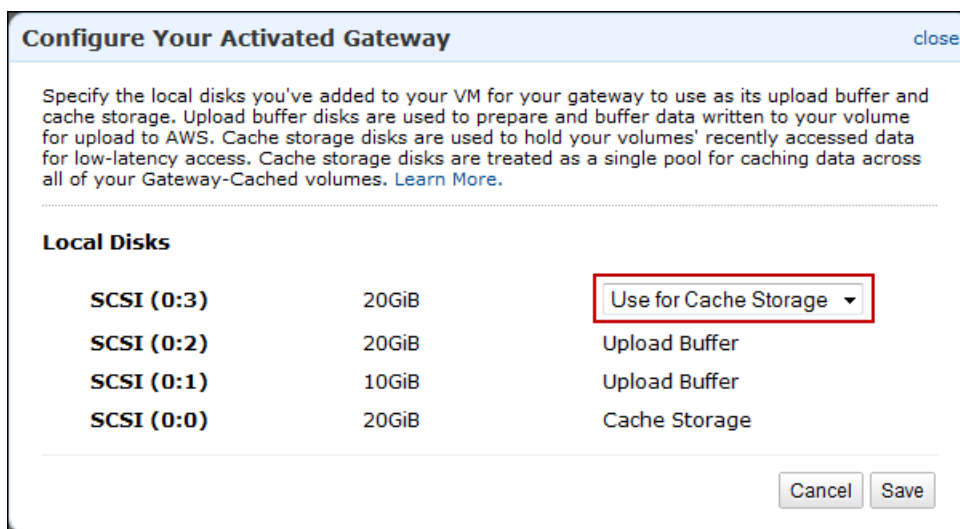 Configure Your Activated Gateway close
Specify the local disks you've added to your VM for your gateway to use as its upload buffer and
cache storage. Upload buffer disks are used to prepare and buffer data written to your volume
for upload to AWS. Cache storage disks are used to hold your volumes' recently accessed data
for low-latency access. Cache storage disks are treated as a single pool for caching data across
all of your Gateway-Cached volumes. Learn More.
Local Disks
SCSI (0:3) 20GiB Use for Cache Storage
SCSI (0:2) 20GiB Upload Buffer
SCSI (0:1) 10GiB Upload Buffer
SCSI (0:0) 20GiB Cache Storage
Cancel Save